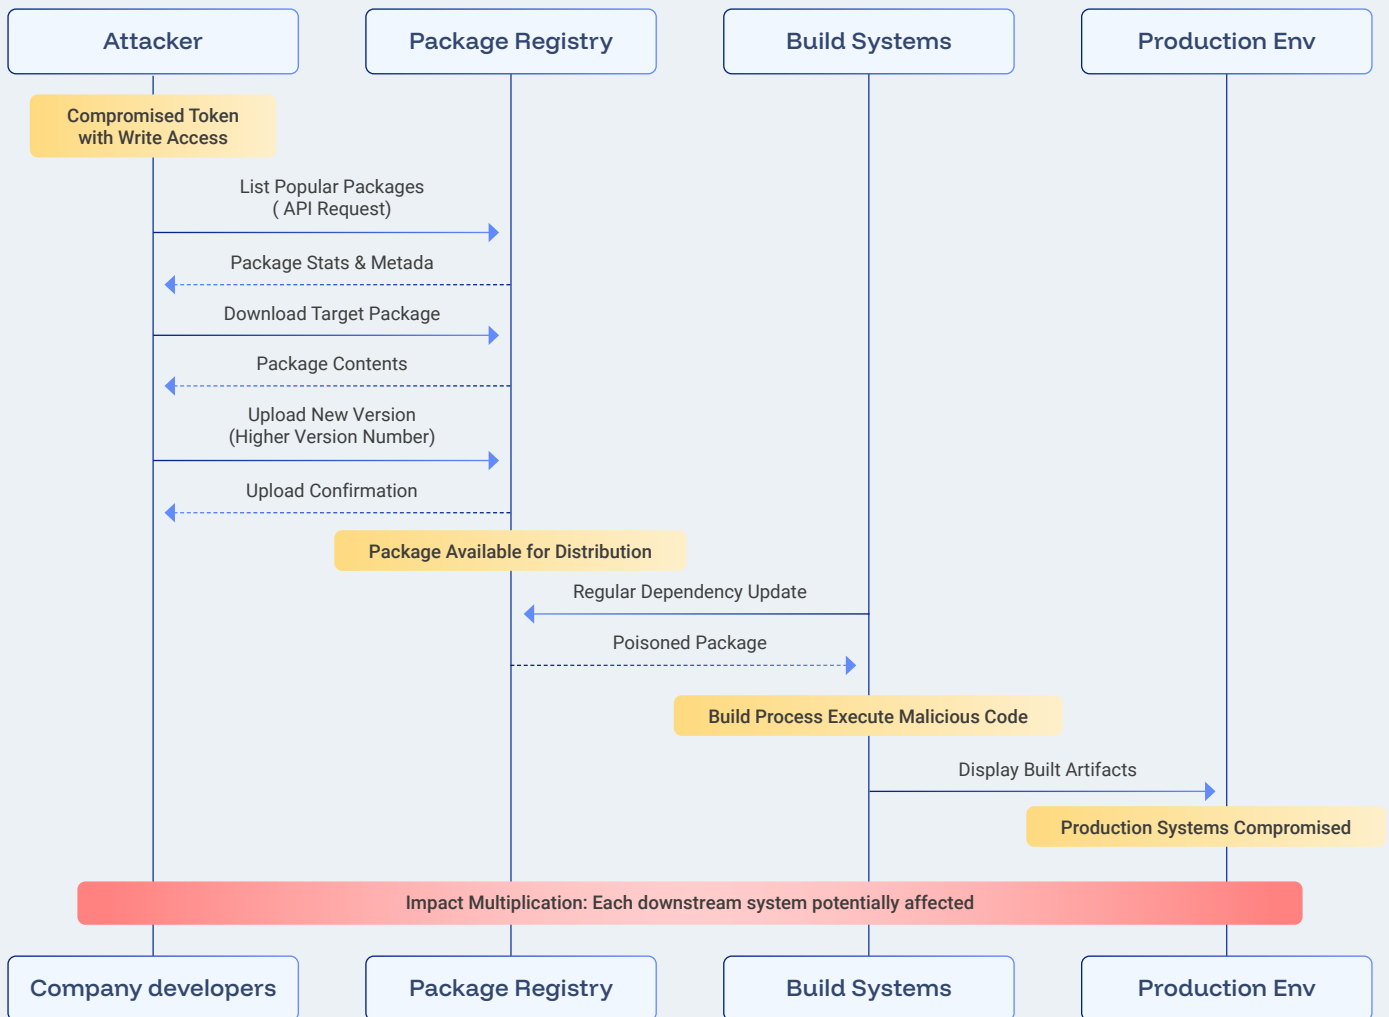 Attacker
Package Registry
Build Systems
Production Env
Compromised Token
with Write Access
List Popular Packages
( API Request)
Package Stats & Metada
Download Target Package
Package Contents
Upload New Version
(Higher Version Number)
Upload Confirmation
Package Available for Distribution
Regular Dependency Update
Poisoned Package
Build Process Execute Malicious Code
Display Built Artifacts
Production Systems Compromised
Impact Multiplication: Each downstream system potentially affected
Company developers
Package Registry
Build Systems
Production Env